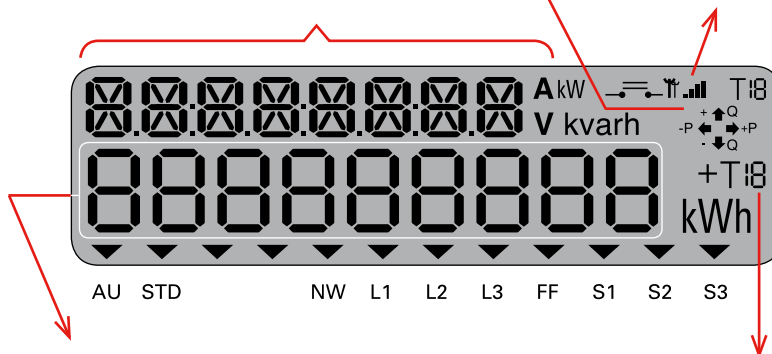 A kW T18
V kvarh
+ Q
-P +P
- Q
+T18
kWh
AU STD NW L1 L2 L3 FF S1 S2 S3